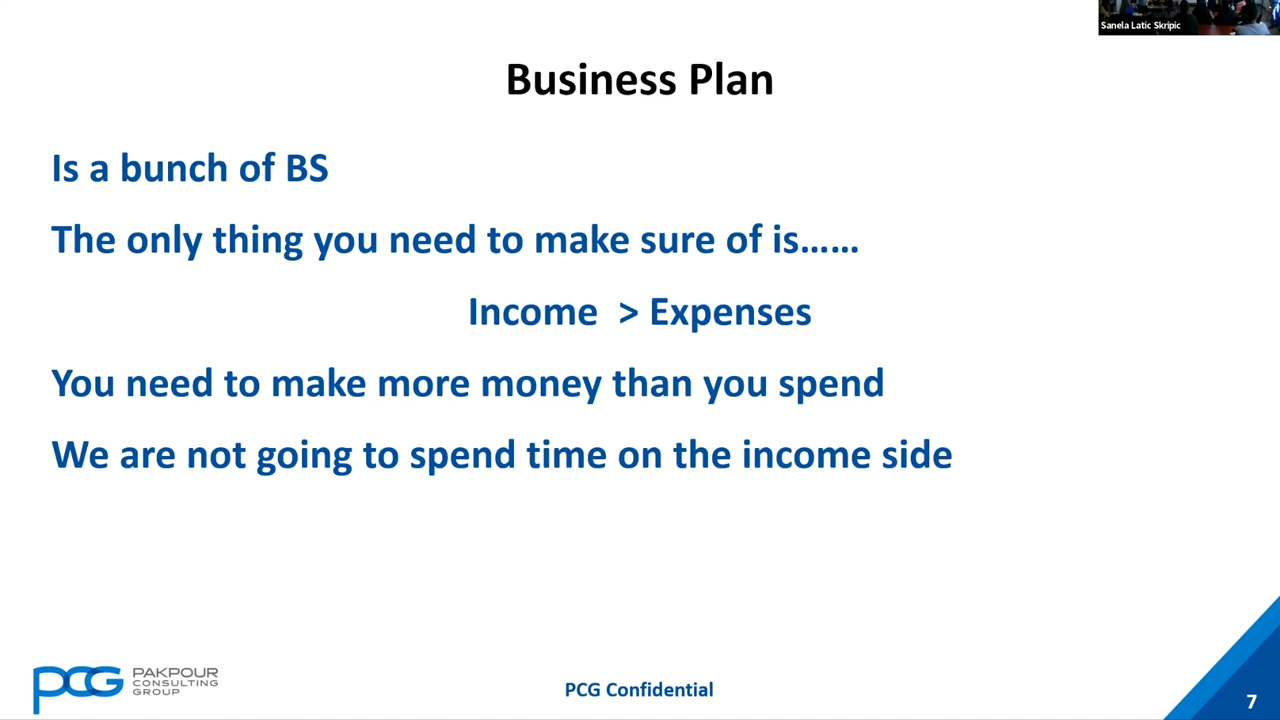 Sanela Latic Skripic
Business Plan
Is a bunch of BS
The only thing you need to make sure of is......
Income > Expenses
You need to make more money than you spend
We are not going to spend time on the income side
PCG
PAKPOUR
CONSULTING
GROUP
PCG Confidential
7